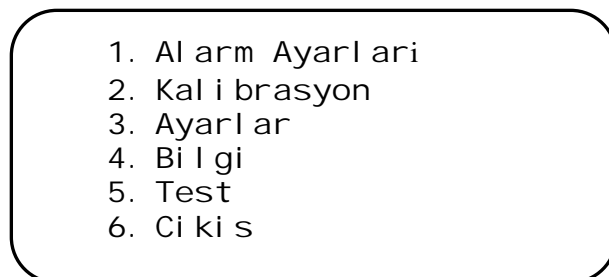 1. Alarm Ayarlari
2. Kalibrasyon
3. Ayarlar
4. Bilgi
5. Test
6. Cikis